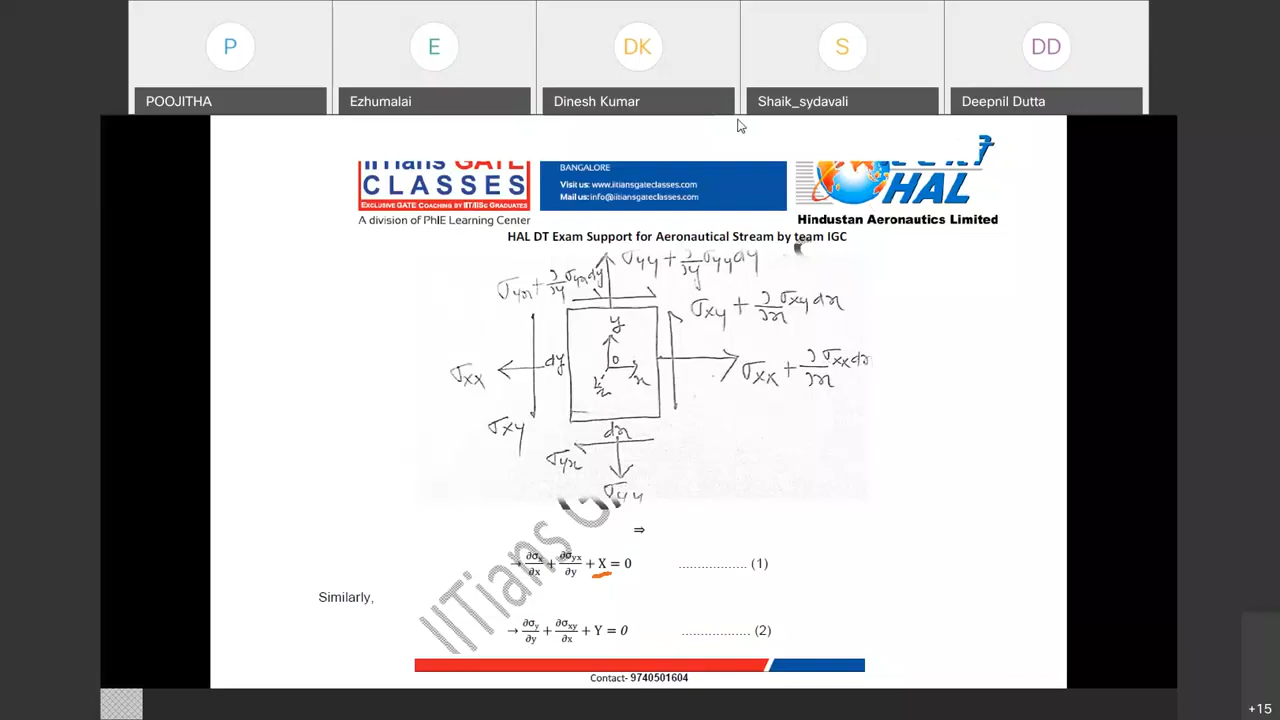 P
E
DK
S
DD
POOJITHA
Ezhumalai
Dinesh Kumar
Shaik_sydavali
Deepnil Dutta
IITians GATE
CLASSES
EXCLUSIVE GATE COACHING BY IIT/IISc GRADUATES
A division of PhIE Learning Center
BANGALORE
Visit us: www.iitiansgateclasses.com
Mail us: info@iitiansgateclasses.com
HAL
Hindustan Aeronautics Limited
HAL DT Exam Support for Aeronautical Stream by team IGC
σyy + ∂/∂y σyy dy
σyx + ∂/∂y σyx dy
σxy + ∂/∂x σxy dx
y
dy
o
x
z
σxx
σxx + ∂/∂x σxx dx
σxy
dx
σyx
σyy
⇒
→ ∂σx/∂x + ∂σyx/∂y + X = 0 .................. (1)
Similarly,
→ ∂σy/∂y + ∂σxy/∂x + Y = 0 .................. (2)
IITians G
Contact- 9740501604
+15